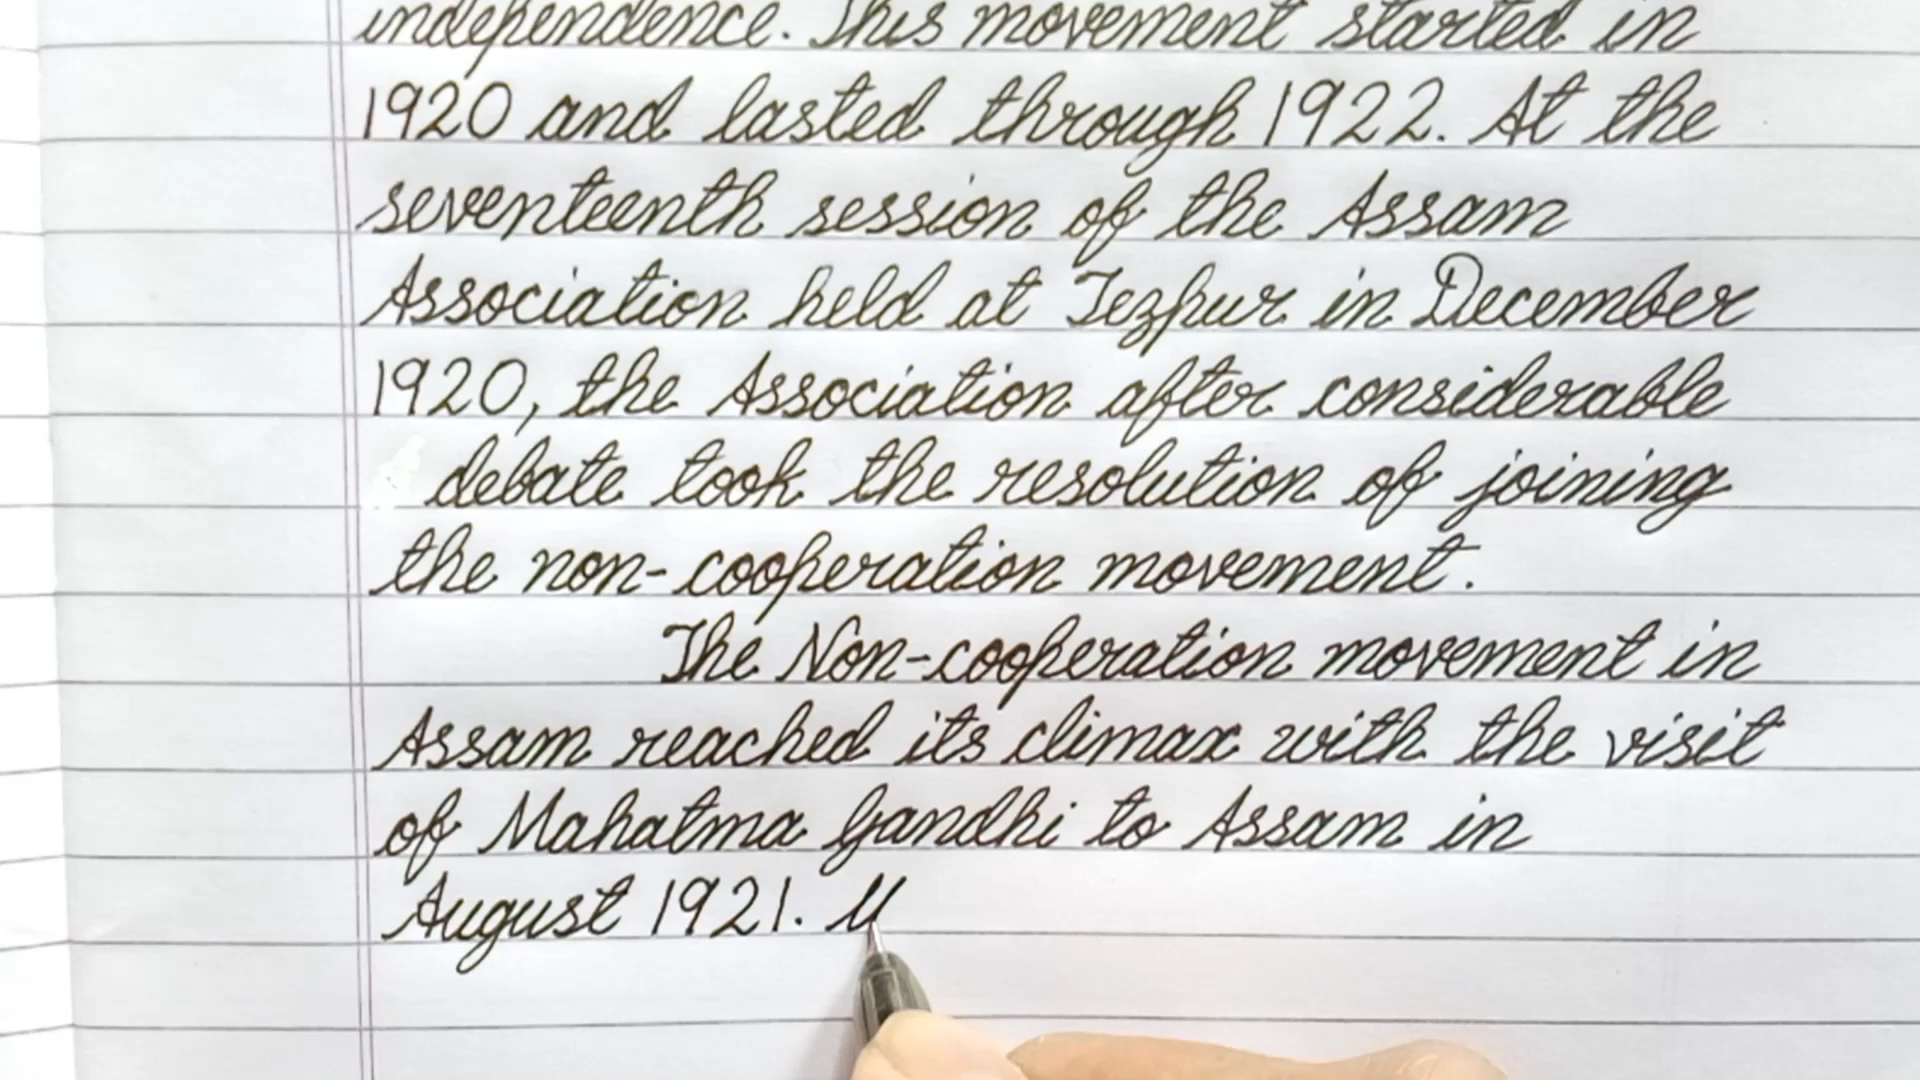 independence. This movement started in
1920 and lasted through 1922. At the
seventeenth session of the Assam
Association held at Tezpur in December
1920, the Association after considerable
debate took the resolution of joining
the non-cooperation movement.
The Non-cooperation movement in
Assam reached its climax with the visit
of Mahatma Gandhi to Assam in
August 1921.